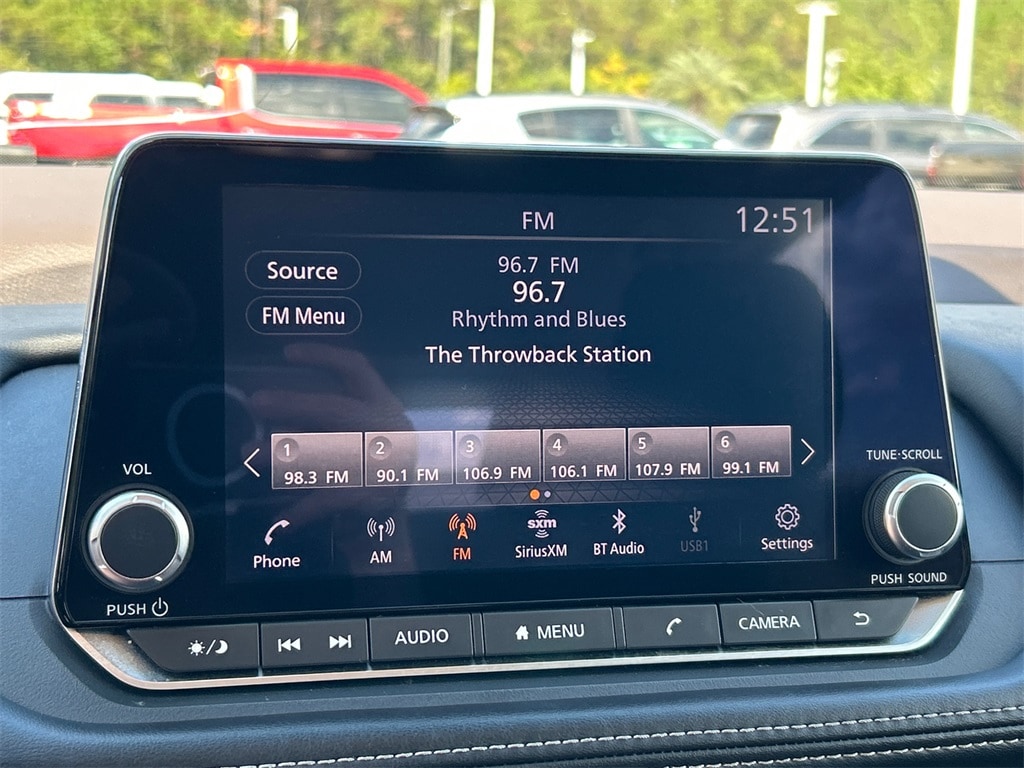 FM
12:51
Source
96.7 FM
96.7
FM Menu
Rhythm and Blues
The Throwback Station
1
2
3
4
5
6
98.3 FM
90.1 FM
106.9 FM
106.1 FM
107.9 FM
99.1 FM
VOL
TUNE·SCROLL
Phone
AM
FM
sxm
SiriusXM
BT Audio
USB1
Settings
PUSH
PUSH SOUND
AUDIO
MENU
CAMERA